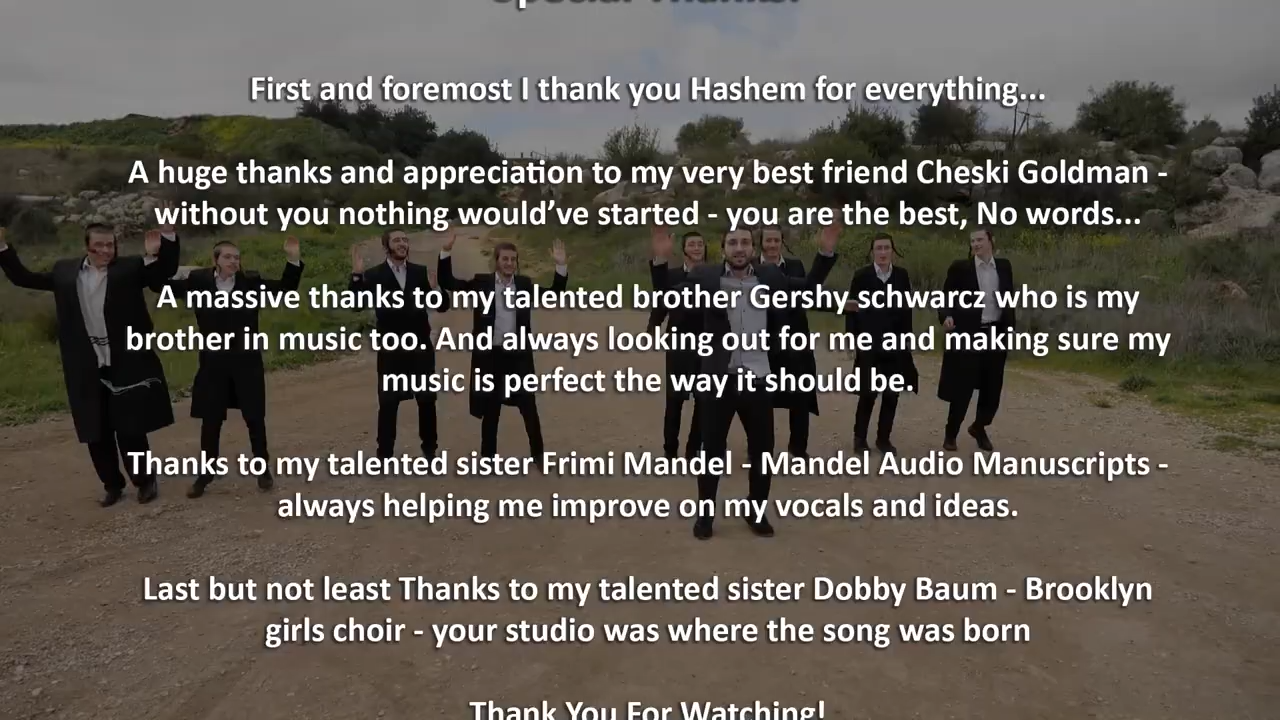 Special Thanks:
First and foremost I thank you Hashem for everything...
A huge thanks and appreciation to my very best friend Cheski Goldman -
without you nothing would’ve started - you are the best, No words...
A massive thanks to my talented brother Gershy schwarcz who is my
brother in music too. And always looking out for me and making sure my
music is perfect the way it should be.
Thanks to my talented sister Frimi Mandel - Mandel Audio Manuscripts -
always helping me improve on my vocals and ideas.
Last but not least Thanks to my talented sister Dobby Baum - Brooklyn
girls choir - your studio was where the song was born
Thank You For Watching!